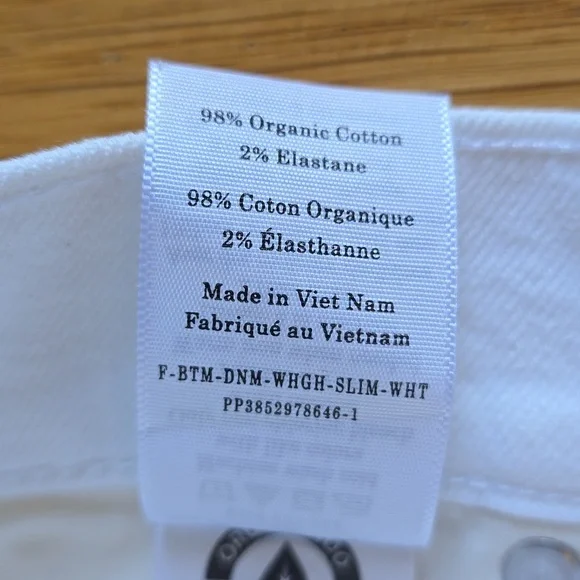 98% Organic Cotton
2% Elastane
98% Coton Organique
2% Élasthanne
Made in Viet Nam
Fabriqué au Vietnam
F-BTM-DNM-WHGH-SLIM-WHT
PP3852978646-1